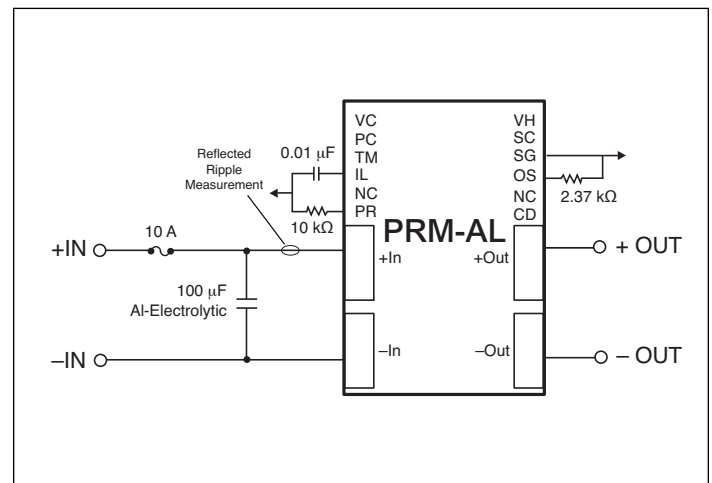 VC
PC
TM
IL
NC
PR
VH
SC
SG
OS
NC
CD
0.01 µF
10 kΩ
2.37 kΩ
Reflected
Ripple
Measurement
PRM-AL
10 A
+IN
+In
+Out
+ OUT
100 µF
Al-Electrolytic
–IN
–In
–Out
– OUT